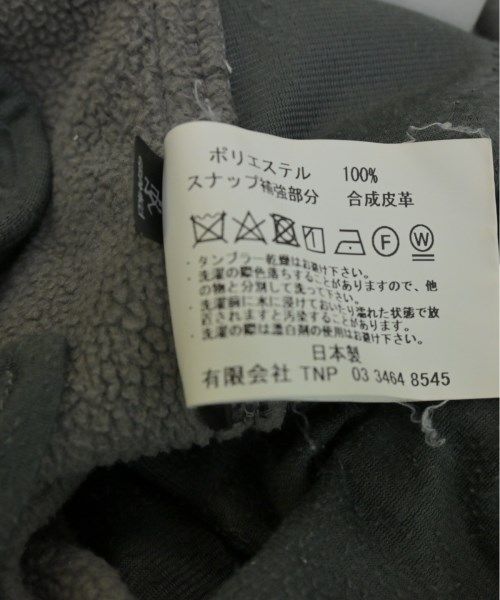 ポリエステル 100%
スナップ補強部分 合成皮革
F W
・タンブラー乾燥はお避け下さい。
・洗濯の際色落ちすることがありますので、他
の物と分別して洗って下さい。
・洗濯前に水に浸けておいたり濡れた状態で放
置されますと汚染することがあります。
・洗濯の際は漂白剤の使用はお避け下さい。
日本製
有限会社 TNP 03 3464 8545